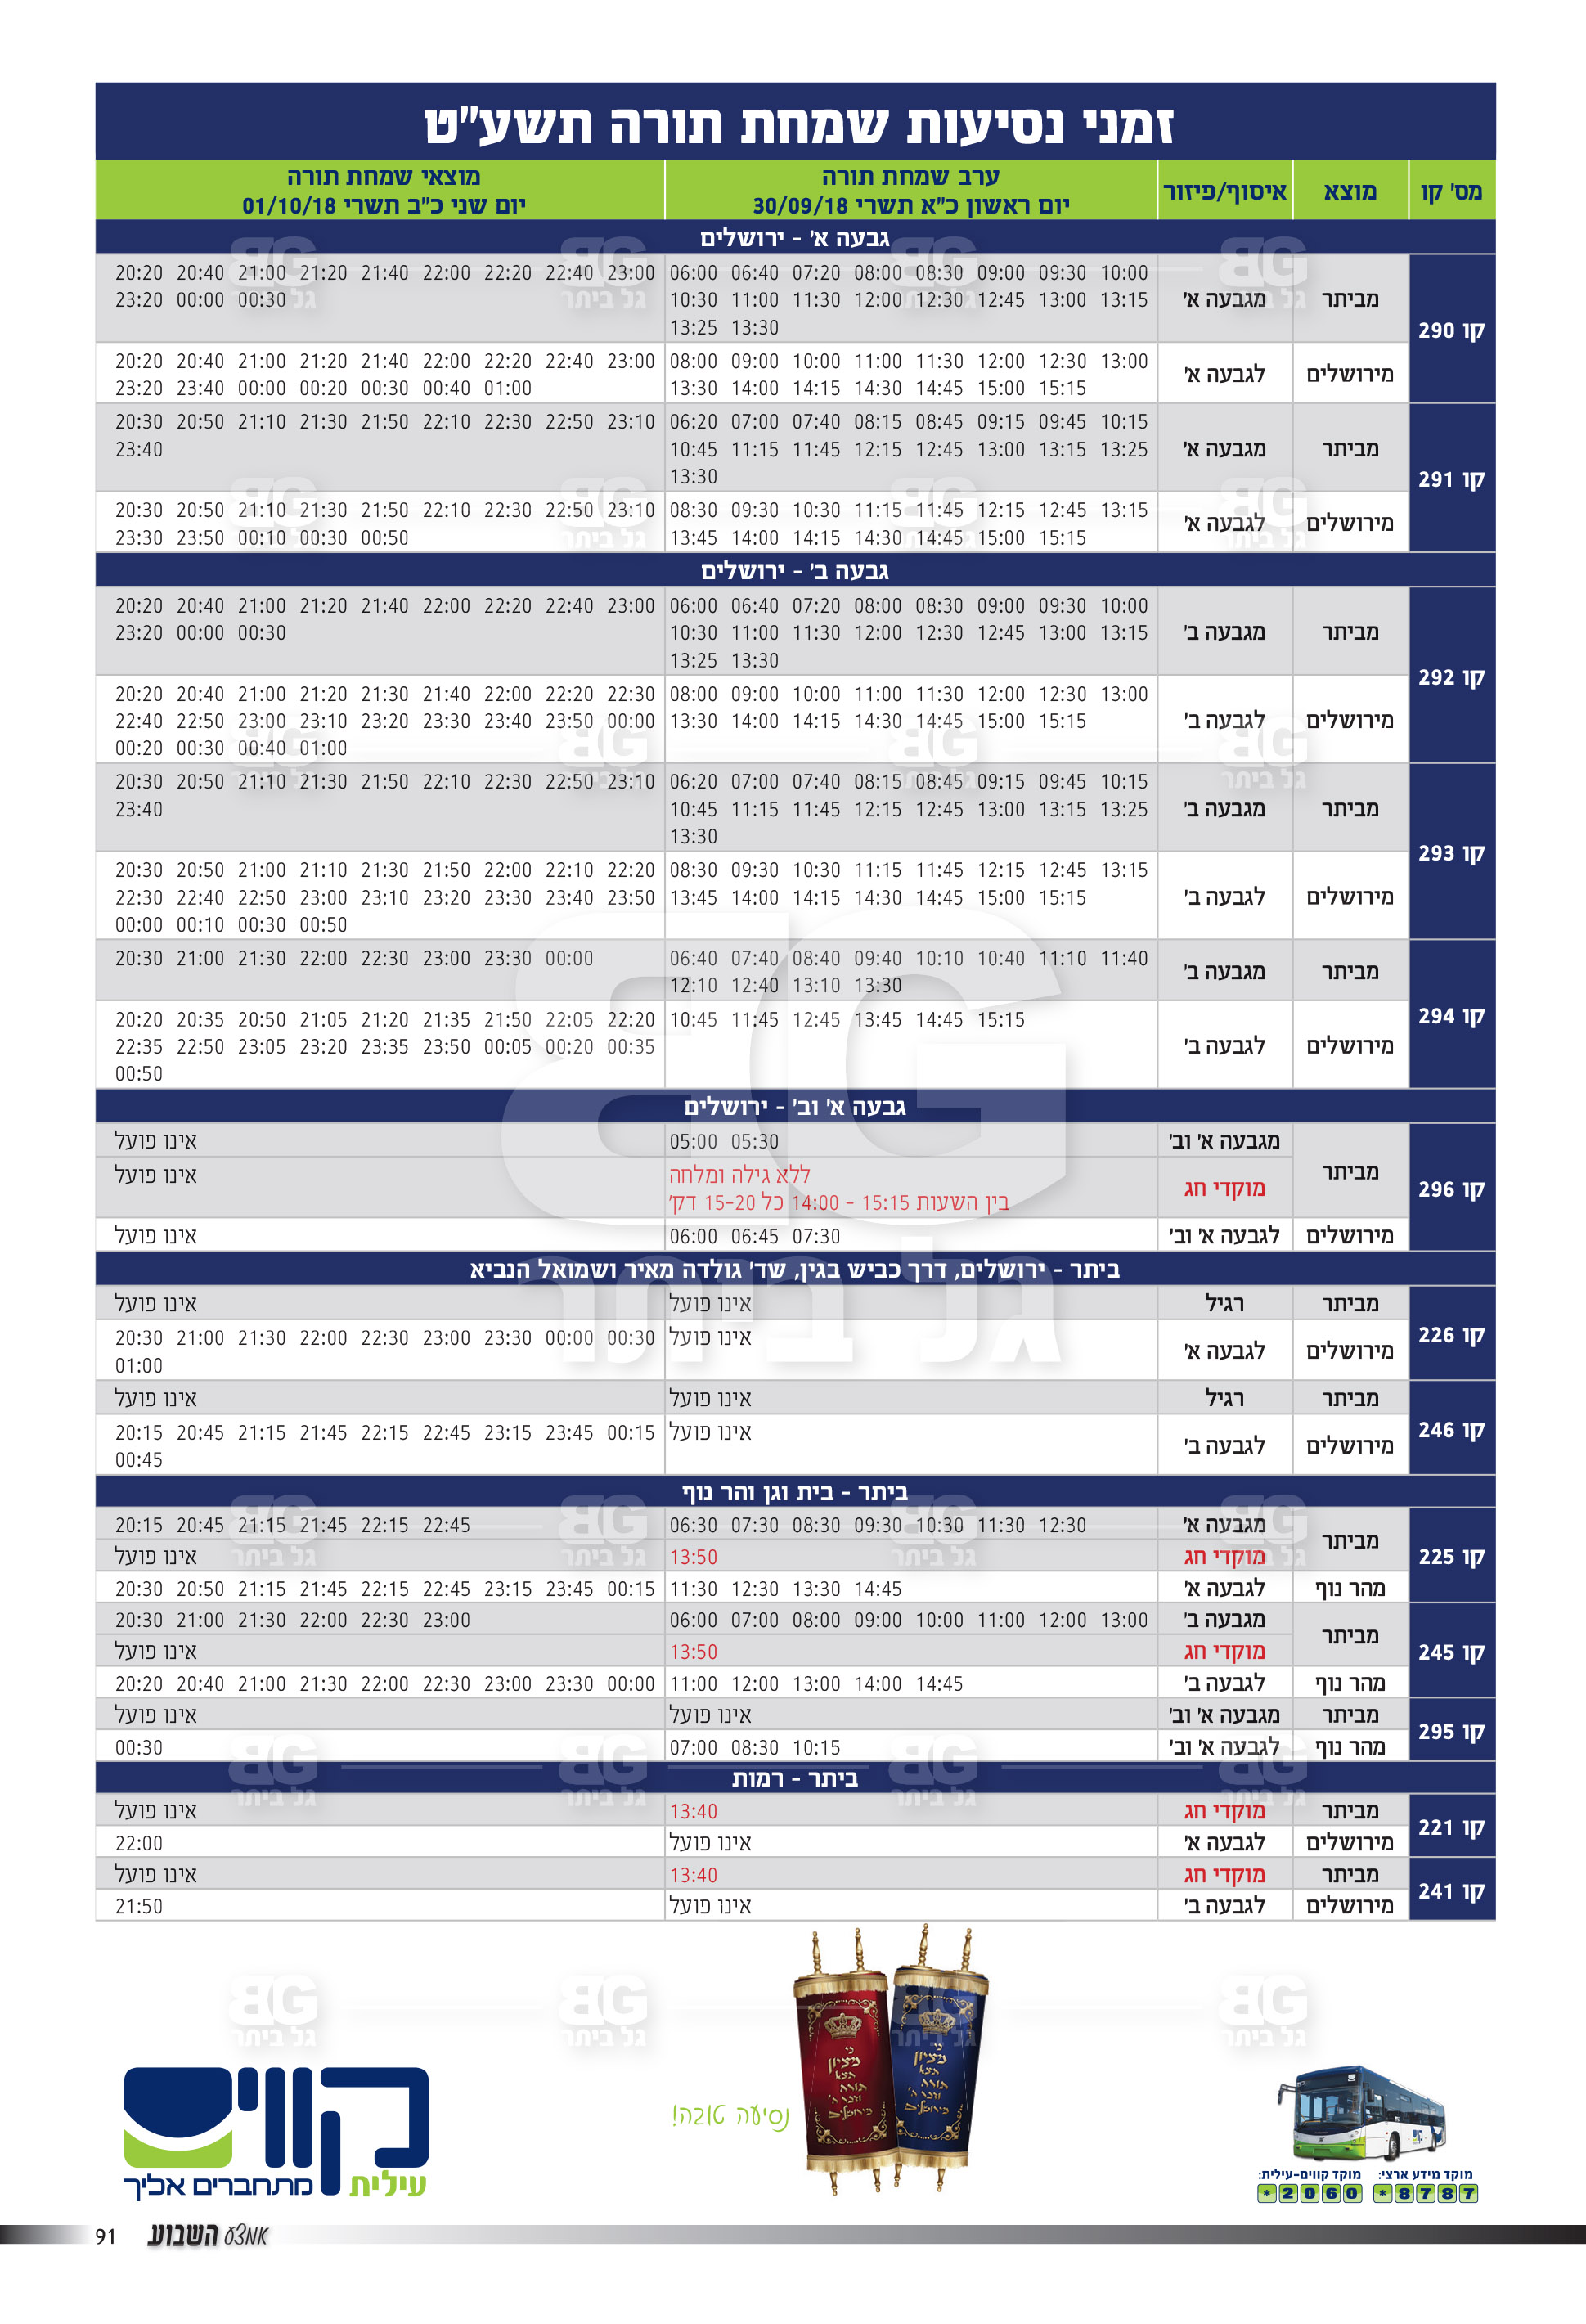 זמני נסיעות שמחת תורה תשע"ט
מס' קו מוצא איסוף/פיזור ערב שמחת תורה יום ראשון כ"א תשרי 30/09/18 מוצאי שמחת תורה יום שני כ"ב תשרי 01/10/18
גבעה א' - ירושלים
קו 290
מביתר מגבעה א'
06:00 06:40 07:20 08:00 08:30 09:00 09:30 10:00
10:30 11:00 11:30 12:00 12:30 12:45 13:00 13:15
13:25 13:30
20:20 20:40 21:00 21:20 21:40 22:00 22:20 22:40 23:00
23:20 00:00 00:30
מירושלים לגבעה א'
08:00 09:00 10:00 11:00 11:30 12:00 12:30 13:00
13:30 14:00 14:15 14:30 14:45 15:00 15:15
20:20 20:40 21:00 21:20 21:40 22:00 22:20 22:40 23:00
23:20 23:40 00:00 00:20 00:30 00:40 01:00
קו 291
מביתר מגבעה א'
06:20 07:00 07:40 08:15 08:45 09:15 09:45 10:15
10:45 11:15 11:45 12:15 12:45 13:00 13:15 13:25
13:30
20:30 20:50 21:10 21:30 21:50 22:10 22:30 22:50 23:10
23:40
מירושלים לגבעה א'
08:30 09:30 10:30 11:15 11:45 12:15 12:45 13:15
13:45 14:00 14:15 14:30 14:45 15:00 15:15
20:30 20:50 21:10 21:30 21:50 22:10 22:30 22:50 23:10
23:30 23:50 00:10 00:30 00:50
גבעה ב' - ירושלים
קו 292
מביתר מגבעה ב'
06:00 06:40 07:20 08:00 08:30 09:00 09:30 10:00
10:30 11:00 11:30 12:00 12:30 12:45 13:00 13:15
13:25 13:30
20:20 20:40 21:00 21:20 21:40 22:00 22:20 22:40 23:00
23:20 00:00 00:30
מירושלים לגבעה ב'
08:00 09:00 10:00 11:00 11:30 12:00 12:30 13:00
13:30 14:00 14:15 14:30 14:45 15:00 15:15
20:20 20:40 21:00 21:20 21:30 21:40 22:00 22:20 22:30
22:40 22:50 23:00 23:10 23:20 23:30 23:40 23:50 00:00
00:20 00:30 00:40 01:00
קו 293
מביתר מגבעה ב'
06:20 07:00 07:40 08:15 08:45 09:15 09:45 10:15
10:45 11:15 11:45 12:15 12:45 13:00 13:15 13:25
13:30
20:30 20:50 21:10 21:30 21:50 22:10 22:30 22:50 23:10
23:40
מירושלים לגבעה ב'
08:30 09:30 10:30 11:15 11:45 12:15 12:45 13:15
13:45 14:00 14:15 14:30 14:45 15:00 15:15
20:30 20:50 21:00 21:10 21:30 21:50 22:00 22:10 22:20
22:30 22:40 22:50 23:00 23:10 23:20 23:30 23:40 23:50
00:00 00:10 00:30 00:50
קו 294
מביתר מגבעה ב'
06:40 07:40 08:40 09:40 10:10 10:40 11:10 11:40
12:10 12:40 13:10 13:30
20:30 21:00 21:30 22:00 22:30 23:00 23:30 00:00
מירושלים לגבעה ב'
10:45 11:45 12:45 13:45 14:45 15:15
20:20 20:35 20:50 21:05 21:20 21:35 21:50 22:05 22:20
22:35 22:50 23:05 23:20 23:35 23:50 00:05 00:20 00:35
00:50
גבעה א' וב' - ירושלים
קו 296
מביתר מגבעה א' וב' 05:00 05:30 אינו פועל
מוקדי חג ללא גילה ומלחה אינו פועל
בין השעות 15:15 - 14:00 כל 15-20 דק'
מירושלים לגבעה א' וב' 06:00 06:45 07:30 אינו פועל
ביתר - ירושלים, דרך כביש בגין, שד' גולדה מאיר ושמואל הנביא
קו 226
מביתר רגיל אינו פועל אינו פועל
מירושלים לגבעה א' אינו פועל 20:30 21:00 21:30 22:00 22:30 23:00 23:30 00:00 00:30
01:00
קו 246
מביתר רגיל אינו פועל אינו פועל
מירושלים לגבעה ב' אינו פועל 20:15 20:45 21:15 21:45 22:15 22:45 23:15 23:45 00:15
00:45
ביתר - בית וגן והר נוף
קו 225
מביתר מגבעה א' 06:30 07:30 08:30 09:30 10:30 11:30 12:30 20:15 20:45 21:15 21:45 22:15 22:45
מוקדי חג 13:50 אינו פועל
מהר נוף לגבעה א' 11:30 12:30 13:30 14:45 20:30 20:50 21:15 21:45 22:15 22:45 23:15 23:45 00:15
קו 245
מביתר מגבעה ב' 06:00 07:00 08:00 09:00 10:00 11:00 12:00 13:00 20:30 21:00 21:30 22:00 22:30 23:00
מוקדי חג 13:50 אינו פועל
מהר נוף לגבעה ב' 11:00 12:00 13:00 14:00 14:45 20:20 20:40 21:00 21:30 22:00 22:30 23:00 23:30 00:00
קו 295
מביתר מגבעה א' וב' אינו פועל אינו פועל
מהר נוף לגבעה א' וב' 07:00 08:30 10:15 00:30
ביתר - רמות
קו 221
מביתר מוקדי חג 13:40 אינו פועל
מירושלים לגבעה א' אינו פועל 22:00
קו 241
מביתר מוקדי חג 13:40 אינו פועל
מירושלים לגבעה ב' אינו פועל 21:50
BG
גל ביתר
כי
מציון
תצא
תורה
ודבר ה'
מירושלים
כי
מציון
תצא
תורה
ודבר ה'
מירושלים
נסיעה טובה!
קווים
עילית מתחברים אליך
מוקד מידע ארצי: מוקד קווים-עילית:
*8787 *2060
אמצע השבוע 91